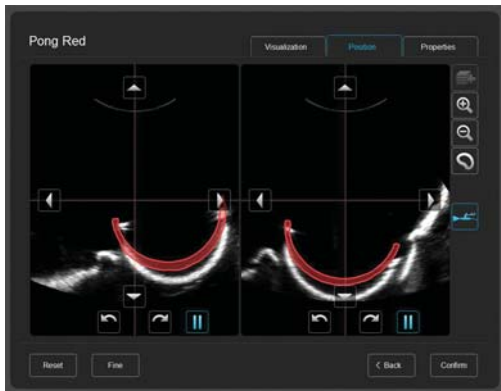 Pong Red
Visualization
Position
Properties
Reset
Fine
< Back
Confirm